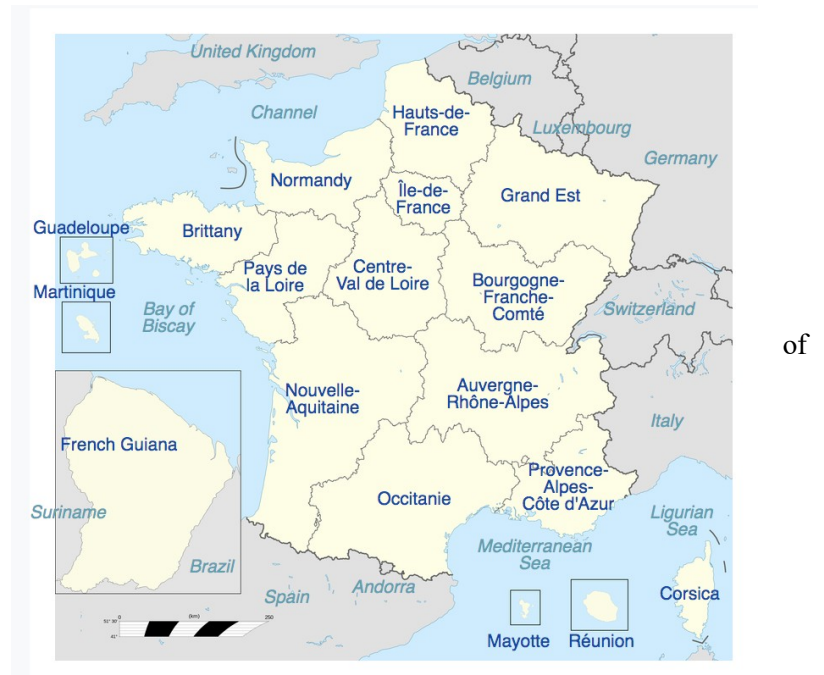 United Kingdom
Belgium
Channel
Hauts-de-
France
Luxembourg
Germany
Normandy
Île-de-
France
Grand Est
Guadeloupe
Brittany
Pays de
la Loire
Centre-
Val de Loire
Bourgogne-
Franche-
Comté
Martinique
Bay of
Biscay
Switzerland
of
Nouvelle-
Aquitaine
Auvergne-
Rhône-Alpes
Italy
French Guiana
Provence-
Alpes-
Côte d'Azur
Occitanie
Suriname
Ligurian
Sea
Mediterranean
Sea
Brazil
Spain
Andorra
Corsica
0
(km)
250
Mayotte
Réunion